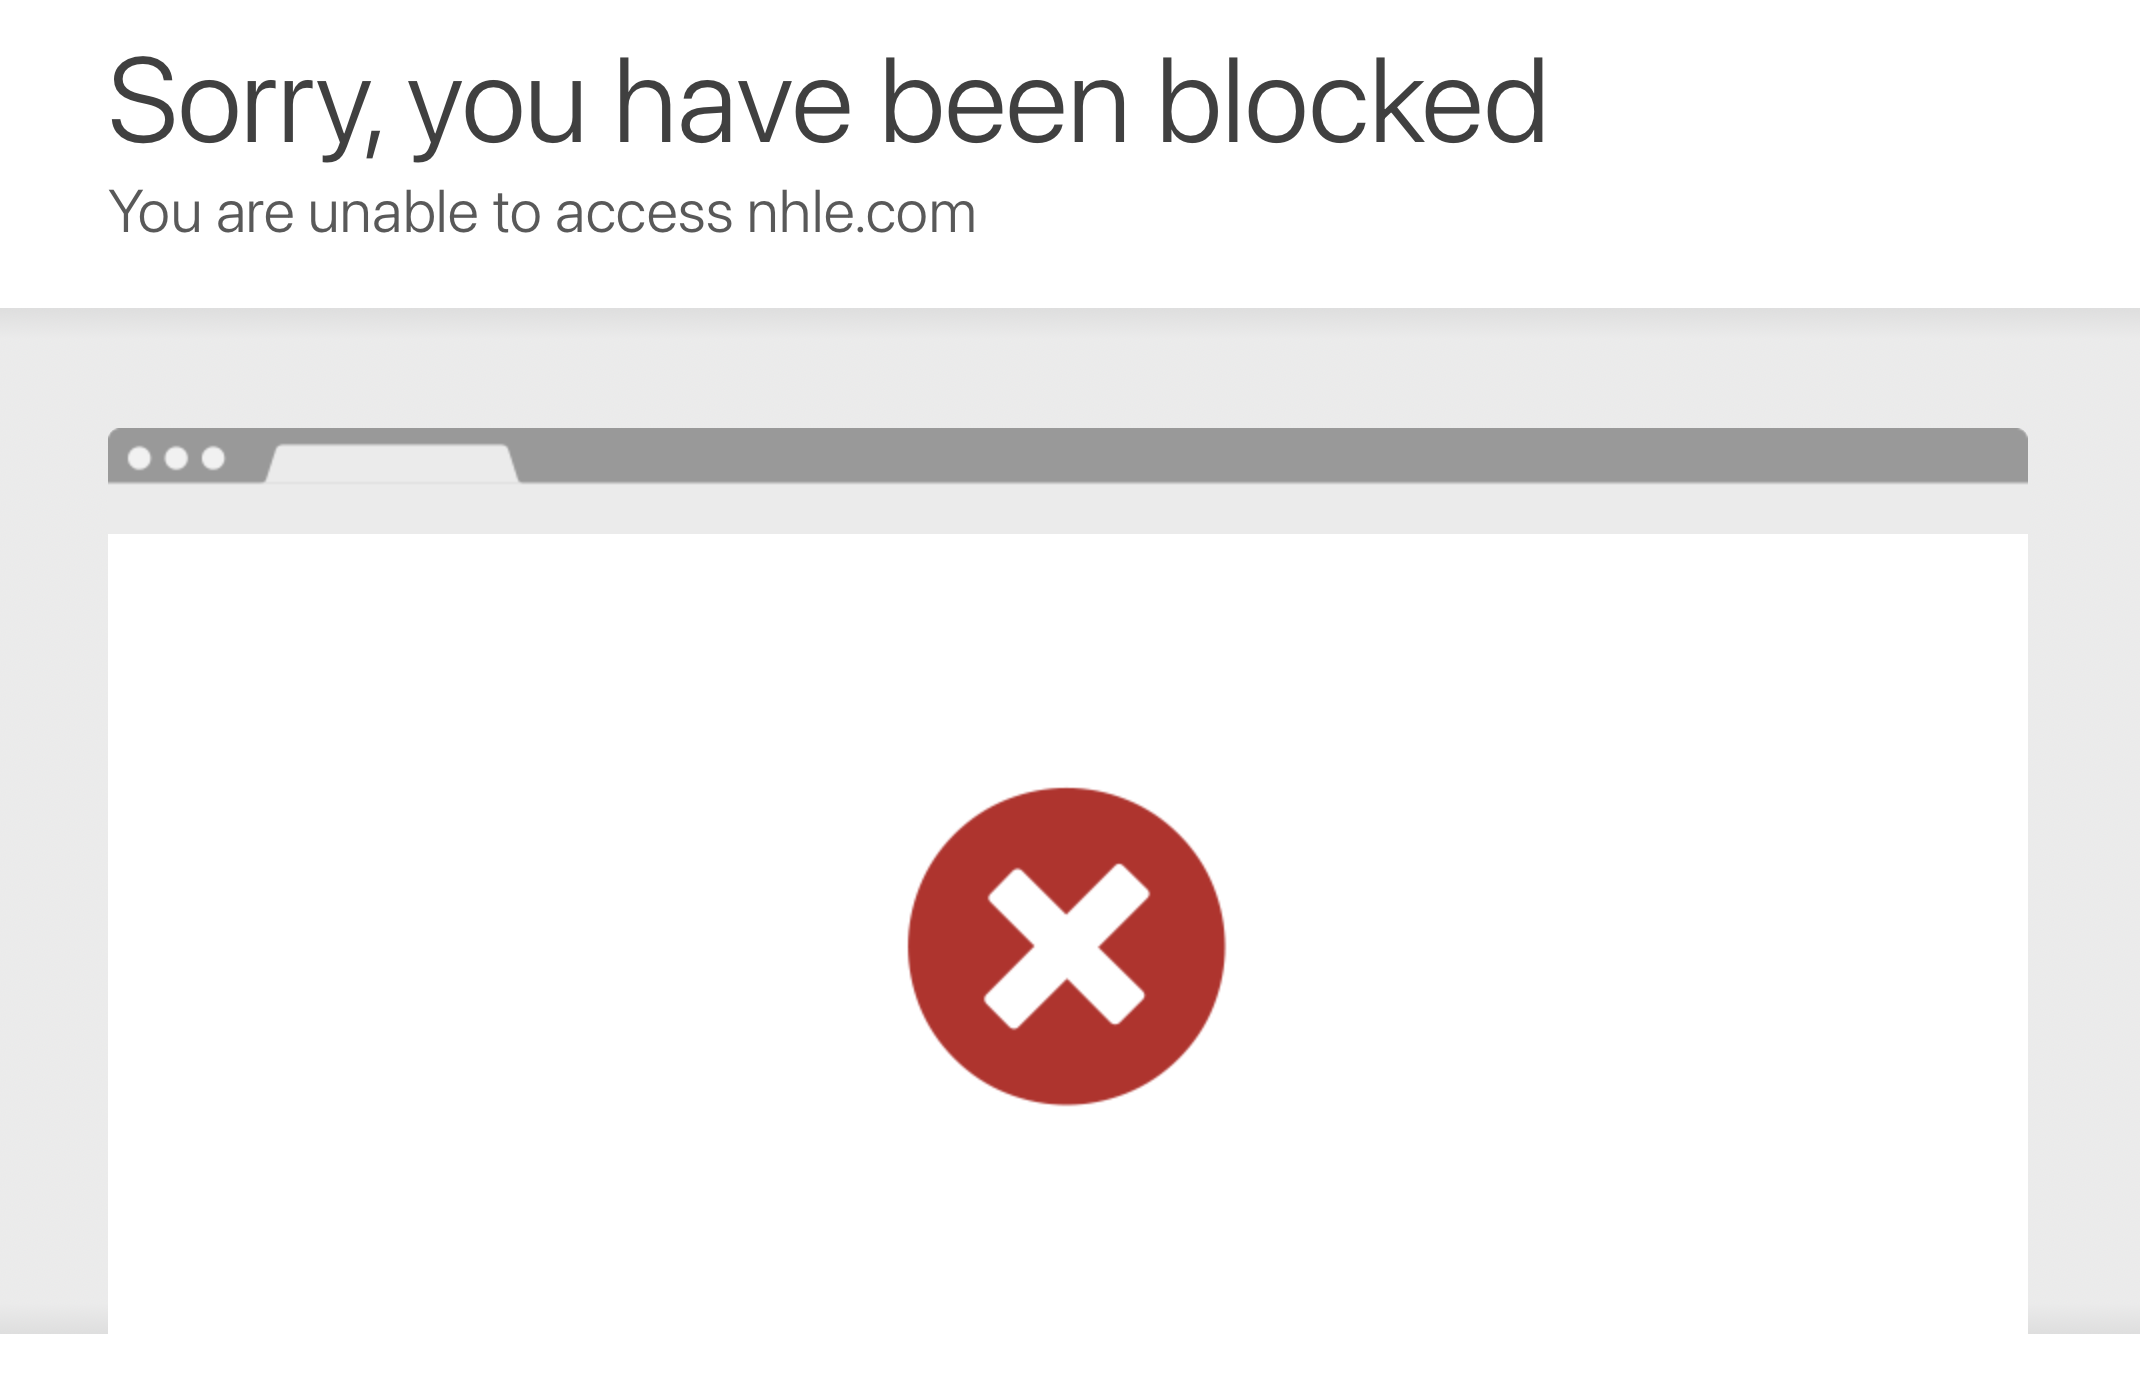 Sorry, you have been blocked
You are unable to access nhle.com